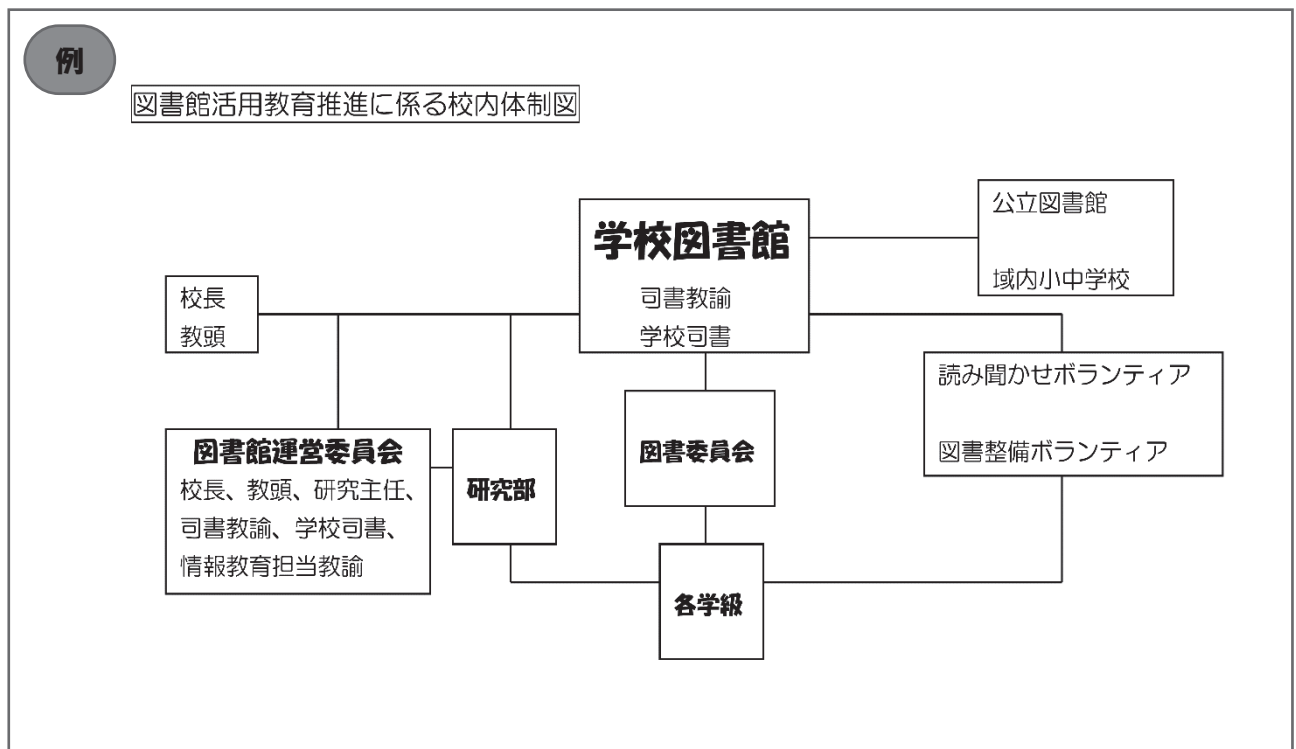 例
図書館活用教育推進に係る校内体制図
学校図書館
司書教諭
学校司書
公立図書館
域内小中学校
校長
教頭
読み聞かせボランティア
図書整備ボランティア
図書館運営委員会
校長、教頭、研究主任、
司書教諭、学校司書、
情報教育担当教諭
研究部
図書委員会
各学級